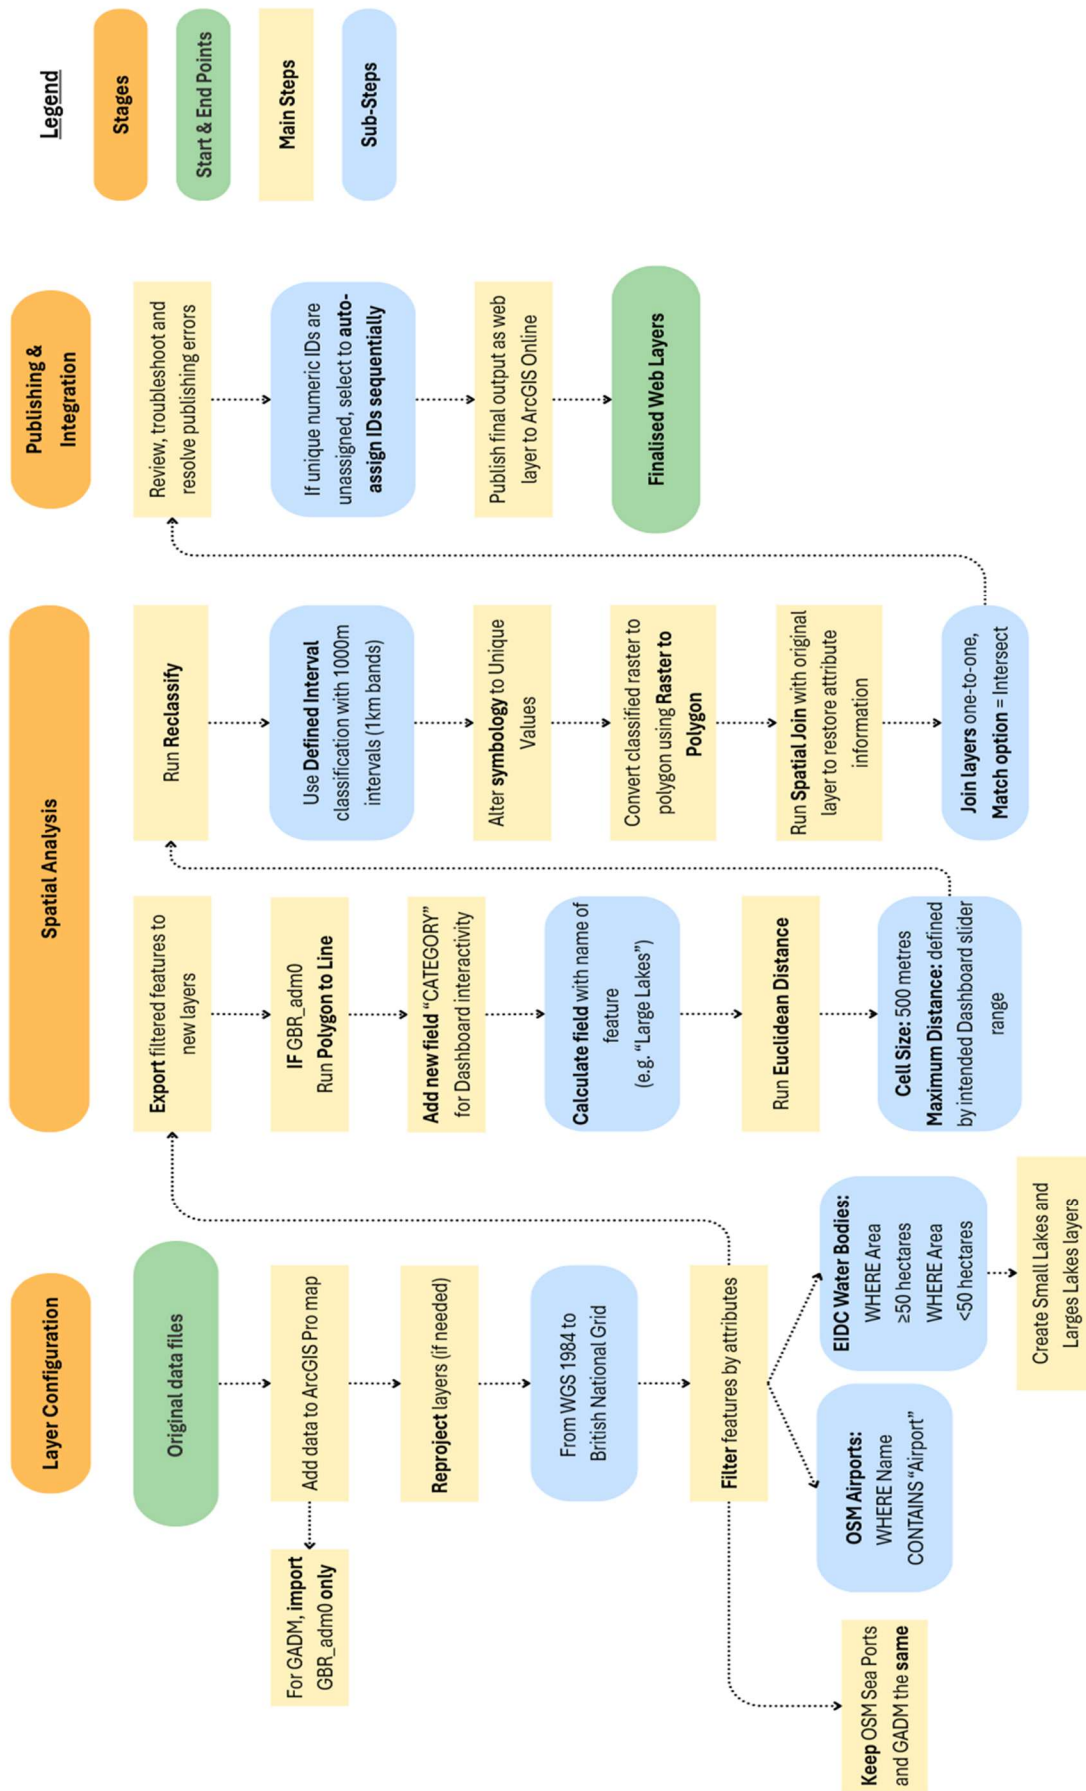 Legend
Stages
Start & End Points
Main Steps
Sub-Steps
Layer Configuration
Original data files
Add data to ArcGIS Pro map
For GADM, import
GBR_adm0 only
Reproject layers (if needed)
From WGS 1984 to
British National Grid
Filter features by attributes
Keep OSM Sea Ports
and GADM the same
OSM Airports:
WHERE Name
CONTAINS “Airport”
EIDC Water Bodies:
WHERE Area
≥50 hectares
WHERE Area
<50 hectares
Create Small Lakes and
Larges Lakes layers
Spatial Analysis
Export filtered features to
new layers
IF GBR_adm0
Run Polygon to Line
Add new field “CATEGORY”
for Dashboard interactivity
Calculate field with name of
feature
(e.g. “Large Lakes”)
Run Euclidean Distance
Cell Size: 500 metres
Maximum Distance: defined
by intended Dashboard slider
range
Run Reclassify
Use Defined Interval
classification with 1000m
intervals (1km bands)
Alter symbology to Unique
Values
Convert classified raster to
polygon using Raster to
Polygon
Run Spatial Join with original
layer to restore attribute
information
Join layers one-to-one,
Match option = Intersect
Publishing &
Integration
Review, troubleshoot and
resolve publishing errors
If unique numeric IDs are
unassigned, select to auto-
assign IDs sequentially
Publish final output as web
layer to ArcGIS Online
Finalised Web Layers